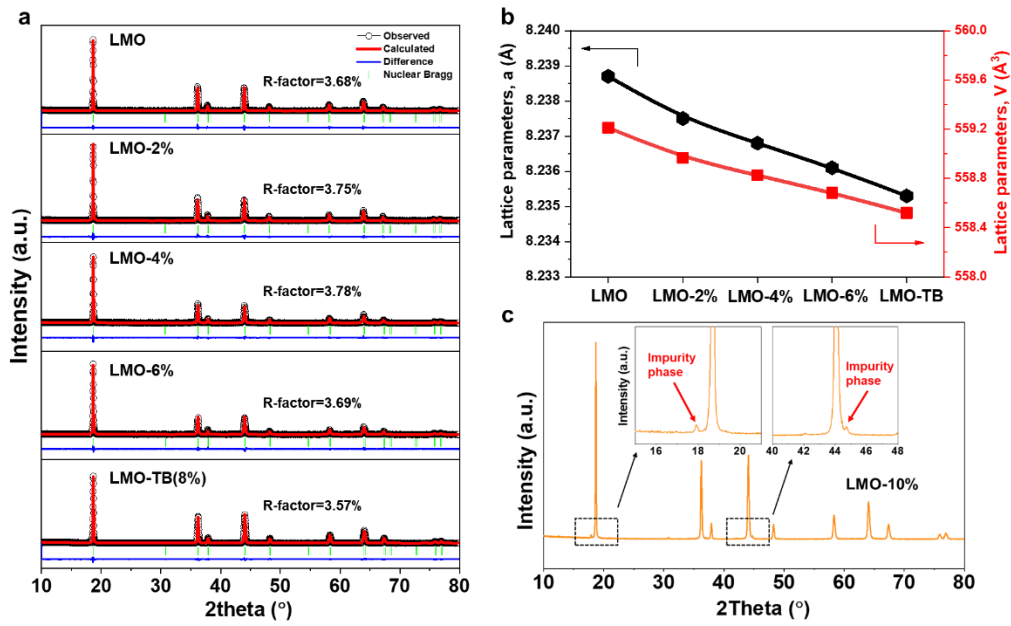 a
LMO
Observed
Calculated
Difference
Nuclear Bragg
R-factor=3.68%
LMO-2%
R-factor=3.75%
LMO-4%
R-factor=3.78%
LMO-6%
R-factor=3.69%
LMO-TB(8%)
R-factor=3.57%
Intensity (a.u.)
10 20 30 40 50 60 70 80
2theta (°)
b
8.240
8.239
8.238
8.237
8.236
8.235
8.234
8.233
Lattice parameters, a (Å)
560.0
559.6
559.2
558.8
558.4
558.0
Lattice parameters, V (Å³)
LMO LMO-2% LMO-4% LMO-6% LMO-TB
c
Intensity (a.u.)
Impurity
phase
16 18 20
Intensity (a.u.)
Impurity
phase
40 42 44 46 48
LMO-10%
10 20 30 40 50 60 70 80
2Theta (°)